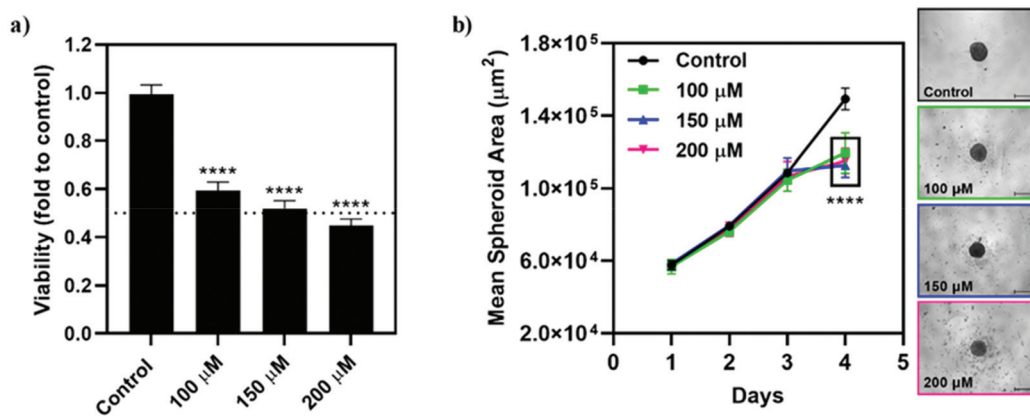 a)
Viability (fold to control)
1.2
1.0
0.8
0.6
0.4
0.2
0.0
****
****
****
Control
100 μM
150 μM
200 μM
b)
Mean Spheroid Area (μm²)
1.8×10⁵
1.4×10⁵
1.0×10⁵
6.0×10⁴
2.0×10⁴
Control
100 μM
150 μM
200 μM
****
0
1
2
3
4
5
Days
Control
100 μM
150 μM
200 μM